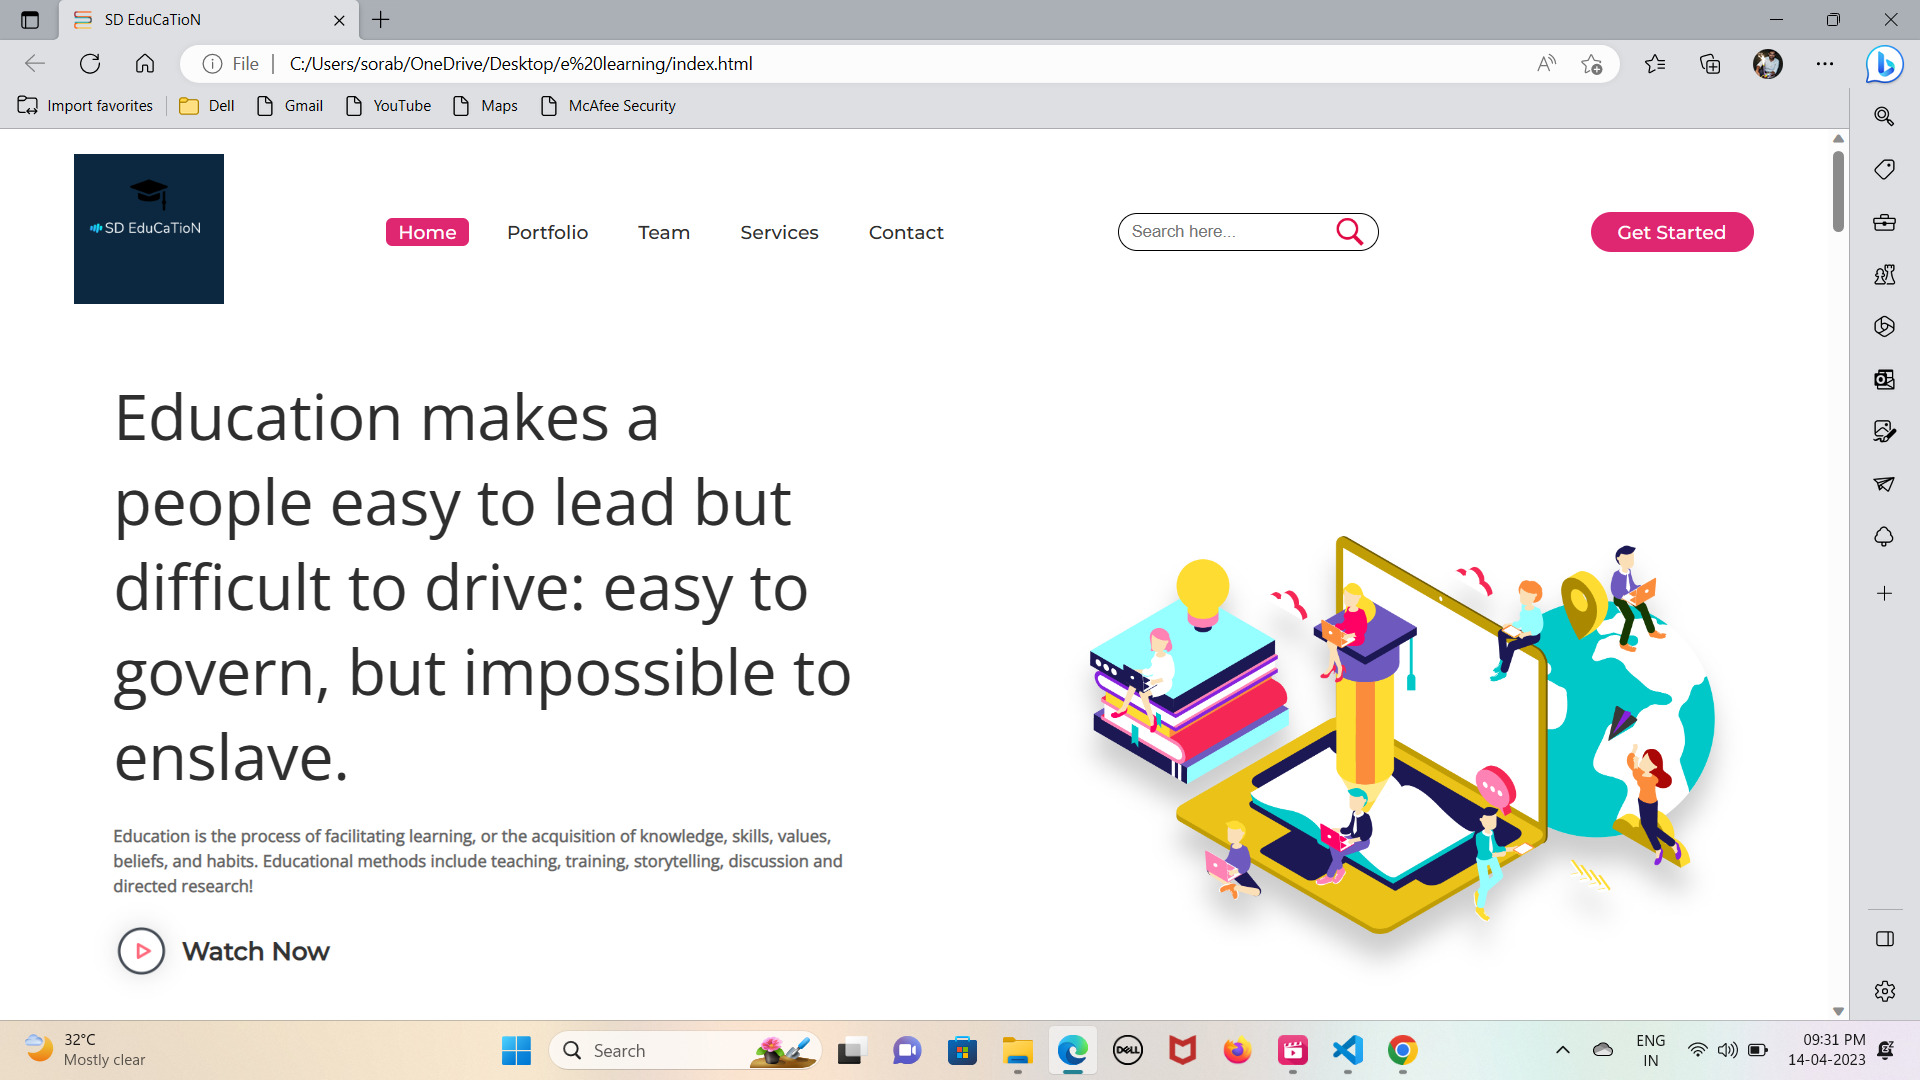 SD EduCaTioN
File
C:/Users/sorab/OneDrive/Desktop/e%20learning/index.html
Import favorites
Dell
Gmail
YouTube
Maps
McAfee Security
SD EduCaTioN
Home
Portfolio
Team
Services
Contact
Search here...
Get Started
Education makes a
people easy to lead but
difficult to drive: easy to
govern, but impossible to
enslave.
Education is the process of facilitating learning, or the acquisition of knowledge, skills, values,
beliefs, and habits. Educational methods include teaching, training, storytelling, discussion and
directed research!
Watch Now
32°C
Mostly clear
Search
DELL
ENG
IN
09:31 PM
14-04-2023